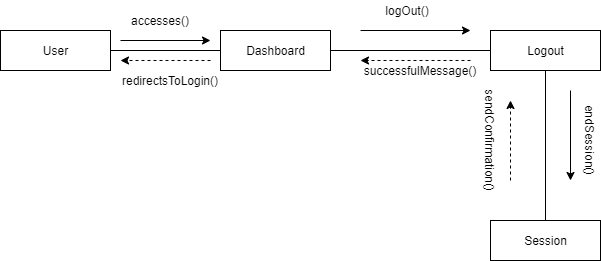 accesses()
logOut()
User
Dashboard
Logout
redirectsToLogin()
successfulMessage()
sendConfirmation()
endSession()
Session